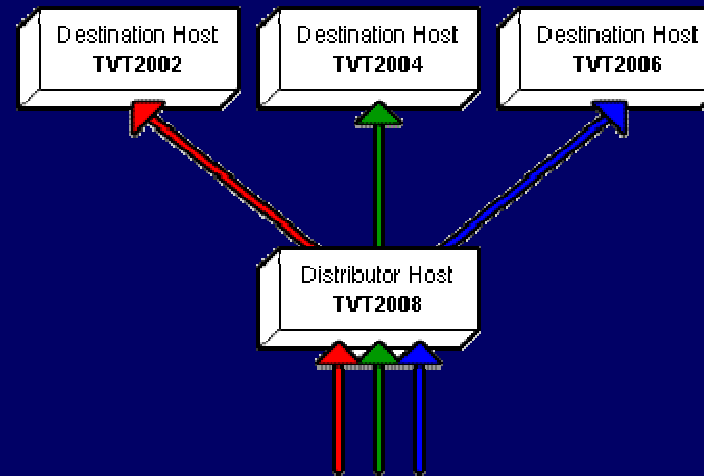 Destination Host
TVT2002
Destination Host
TVT2004
Destination Host
TVT2006
Distributor Host
TVT2008